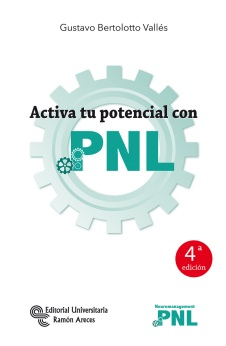 Gustavo Bertolotto Vallés
Activa tu potencial con
PNL
4ª
edición
Editorial Universitaria
Ramón Areces
Neuromanagement
PNL